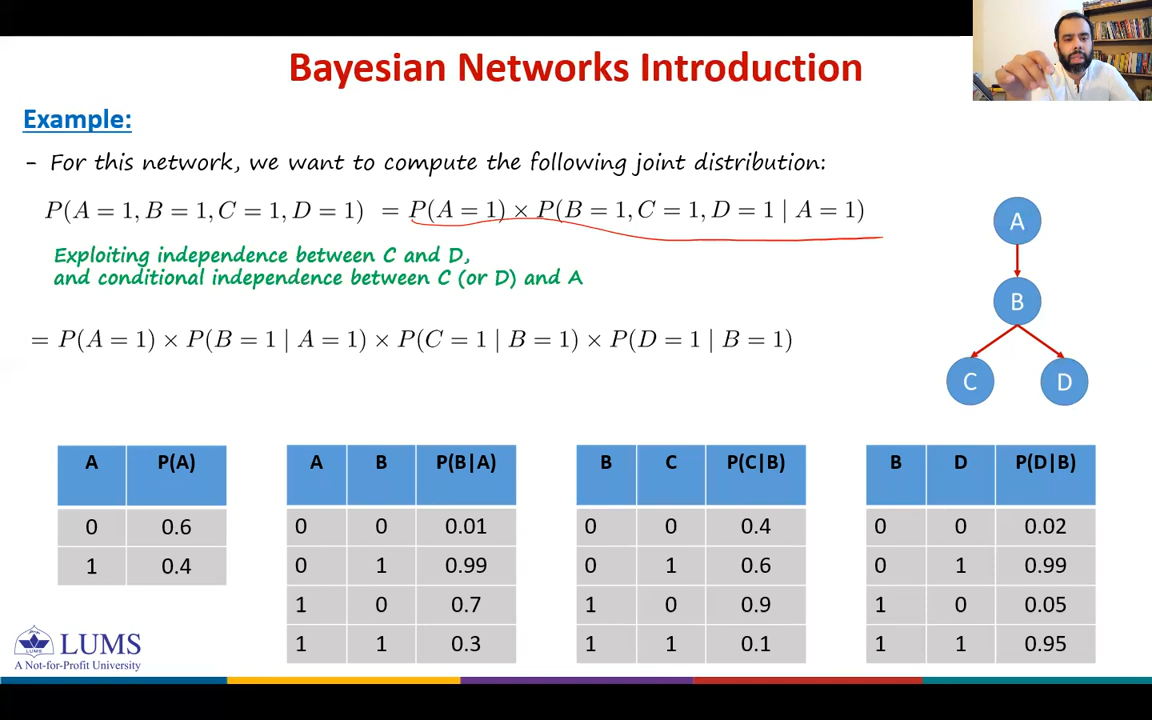 Bayesian Networks Introduction
Example:
- For this network, we want to compute the following joint distribution:
P(A = 1, B = 1, C = 1, D = 1) = P(A = 1) × P(B = 1, C = 1, D = 1 | A = 1)
Exploiting independence between C and D,
and conditional independence between C (or D) and A
= P(A = 1) × P(B = 1 | A = 1) × P(C = 1 | B = 1) × P(D = 1 | B = 1)
A
B
C D
A P(A)
0 0.6
1 0.4
A B P(B|A)
0 0 0.01
0 1 0.99
1 0 0.7
1 1 0.3
B C P(C|B)
0 0 0.4
0 1 0.6
1 0 0.9
1 1 0.1
B D P(D|B)
0 0 0.02
0 1 0.99
1 0 0.05
1 1 0.95
LUMS
A Not-for-Profit University